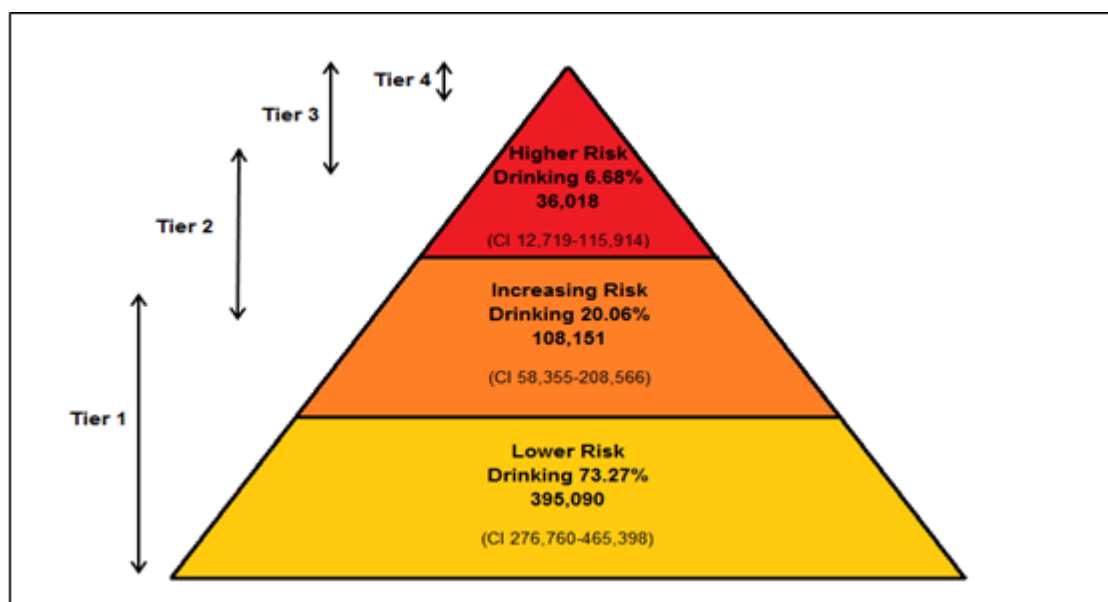 Tier 4
Tier 3
Higher Risk
Drinking 6.68%
36,018
Tier 2
(CI 12,719-115,914)
Increasing Risk
Drinking 20.06%
108,151
(CI 58,355-208,566)
Tier 1
Lower Risk
Drinking 73.27%
395,090
(CI 276,760-465,398)